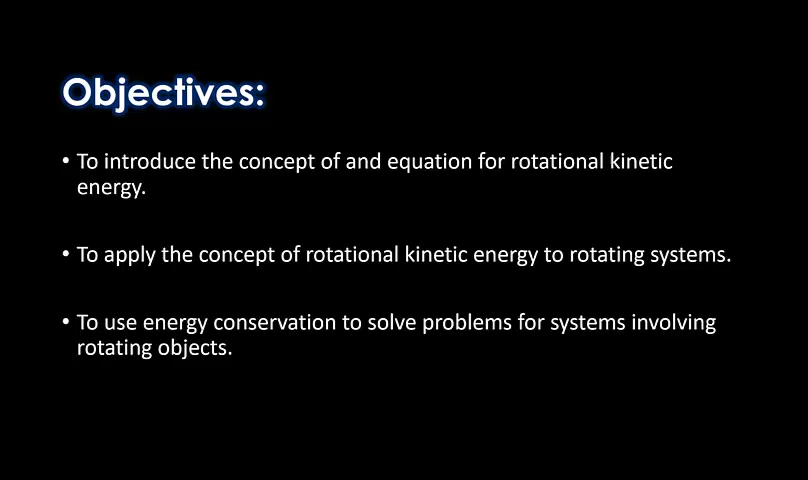 Objectives:
• To introduce the concept of and equation for rotational kinetic
energy.
• To apply the concept of rotational kinetic energy to rotating systems.
• To use energy conservation to solve problems for systems involving
rotating objects.